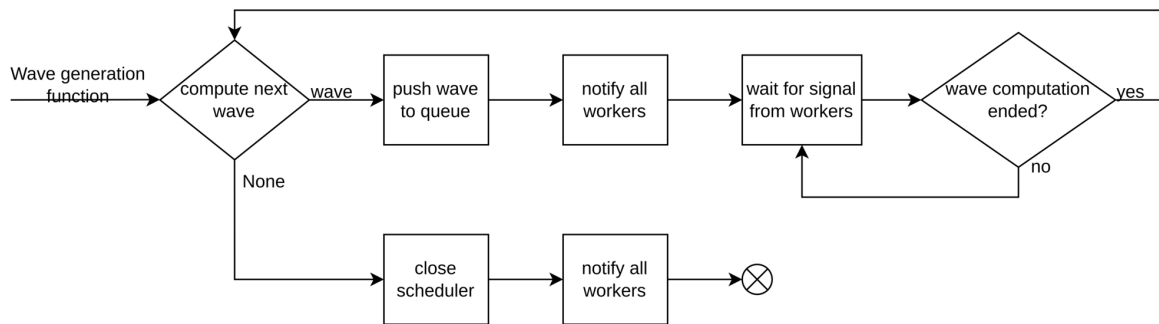 Wave generation
function
compute next
wave
wave
push wave
to queue
notify all
workers
wait for signal
from workers
wave computation
ended?
yes
no
None
close
scheduler
notify all
workers